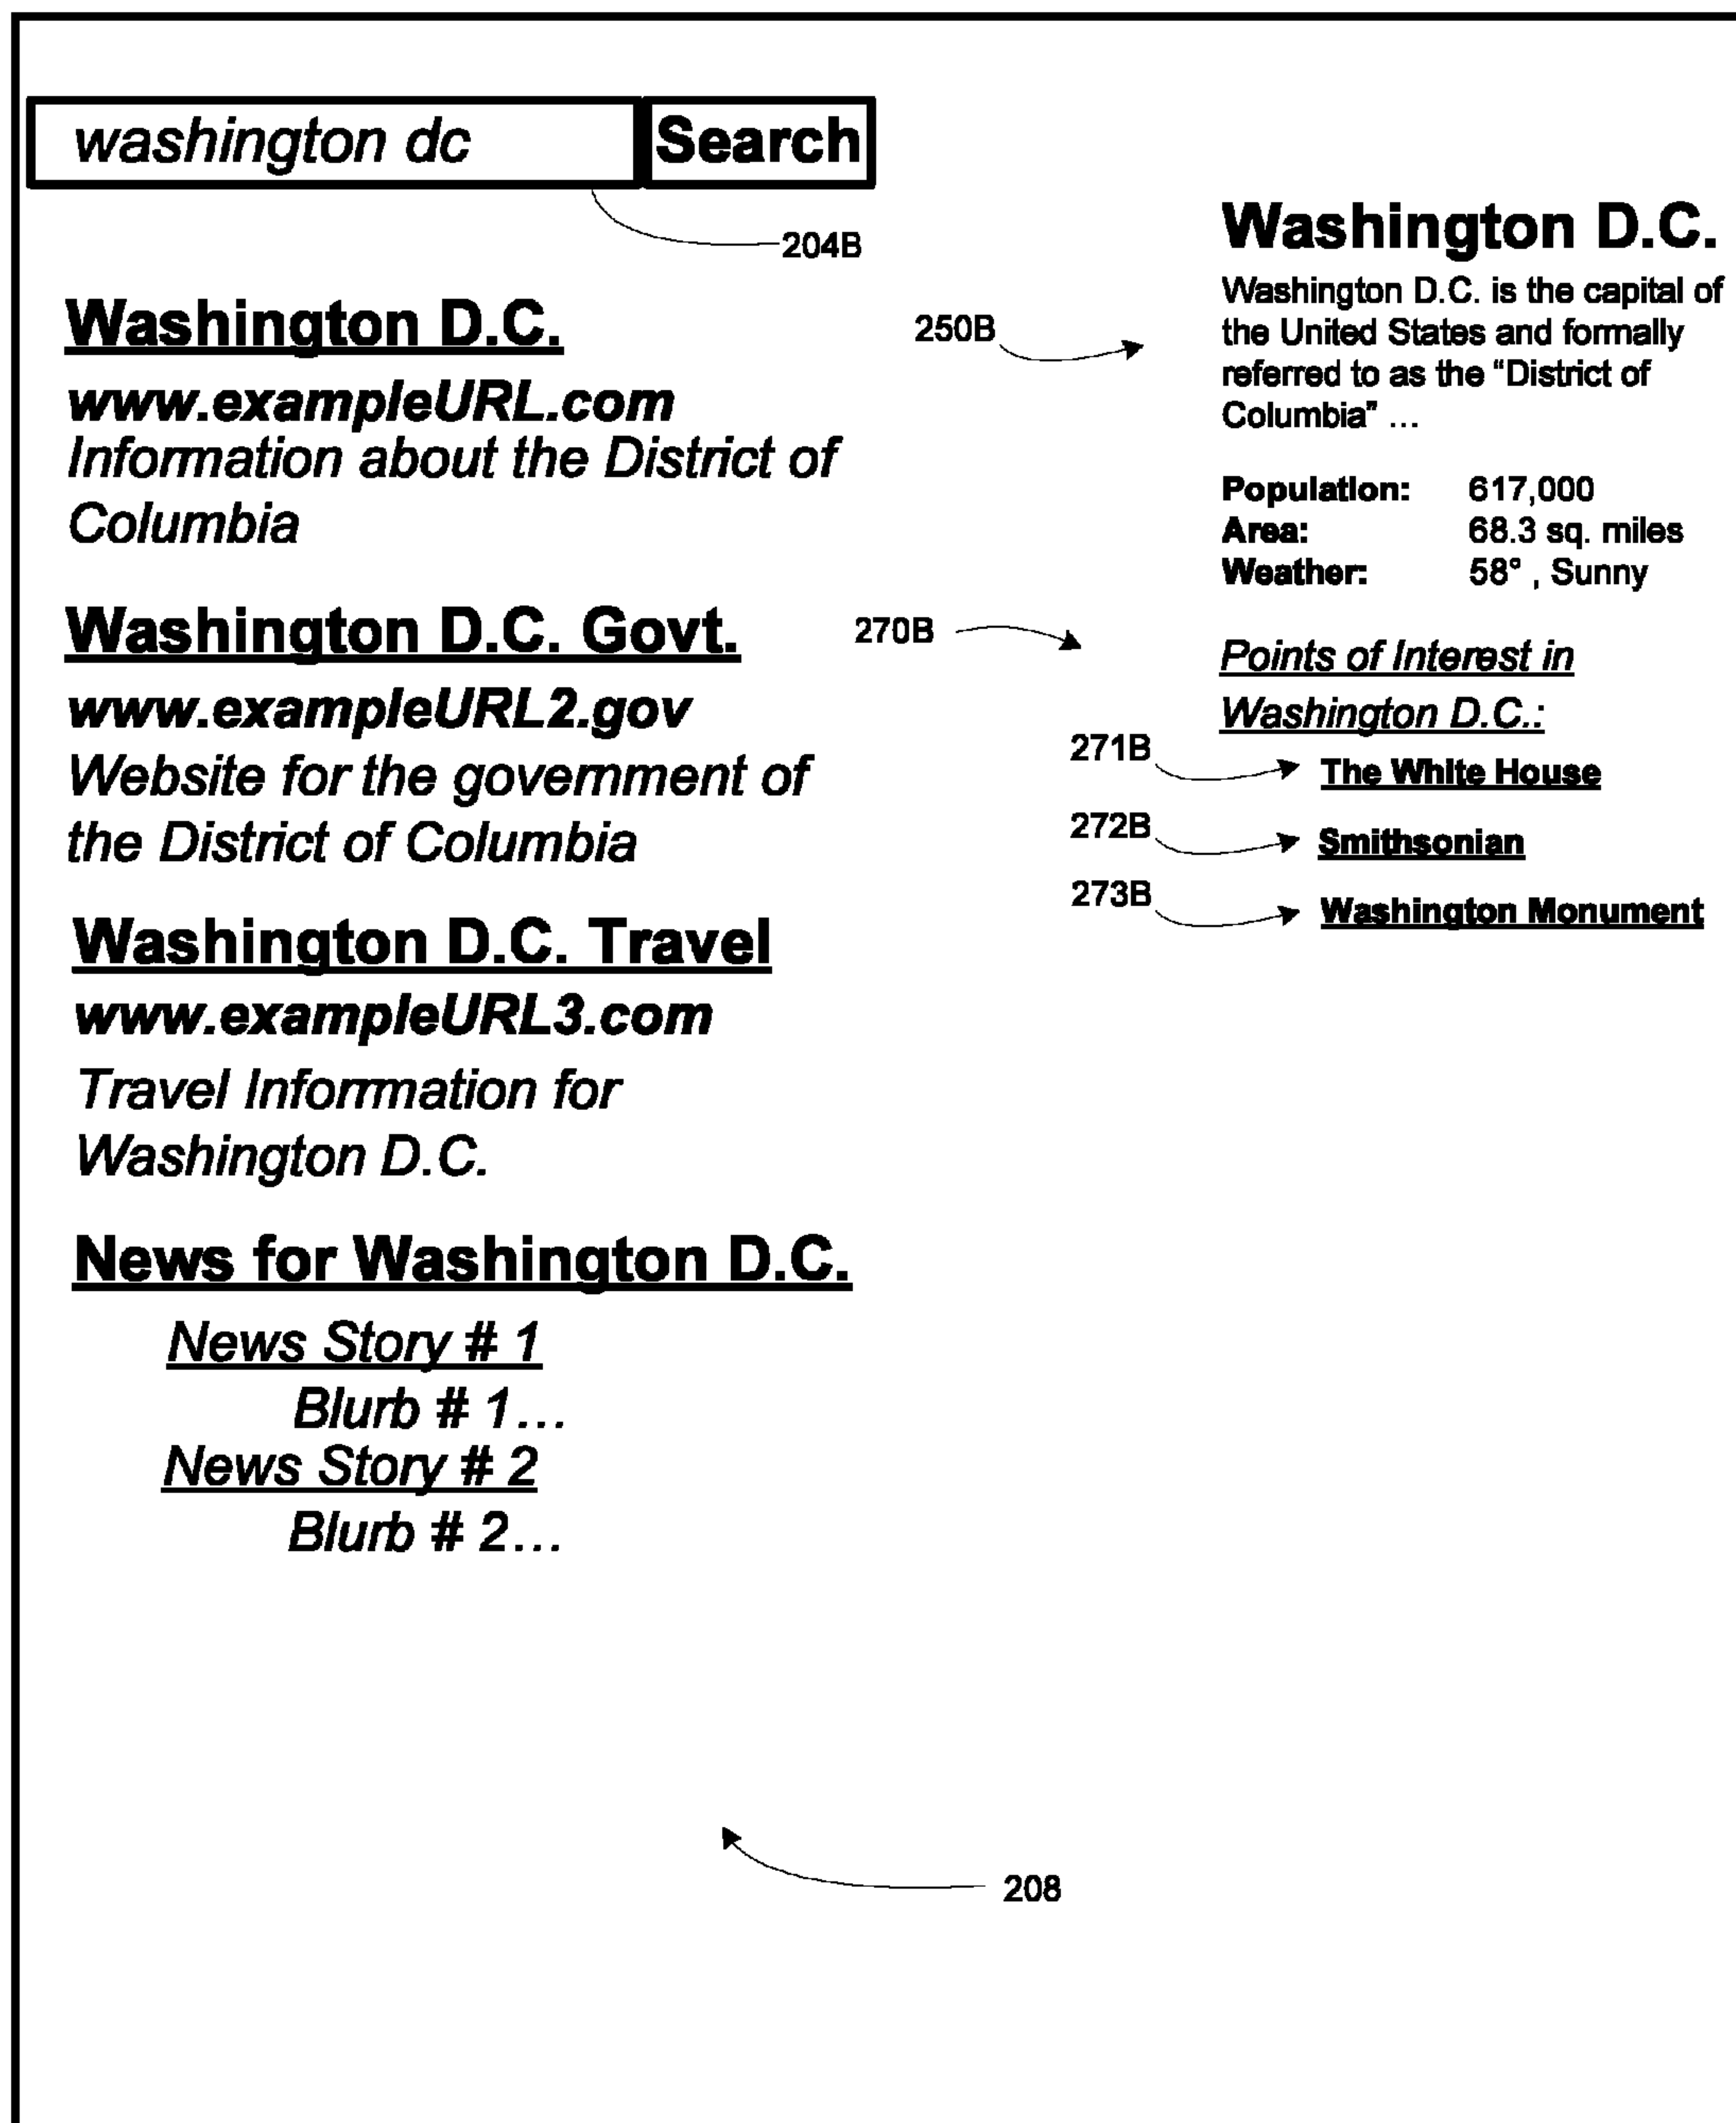 washington dc Search
204B
Washington D.C.
www.exampleURL.com
Information about the District of
Columbia
Washington D.C. Govt.
www.exampleURL2.gov
Website for the government of
the District of Columbia
Washington D.C. Travel
www.exampleURL3.com
Travel Information for
Washington D.C.
News for Washington D.C.
News Story # 1
Blurb # 1...
News Story # 2
Blurb # 2...
208
250B
Washington D.C.
Washington D.C. is the capital of
the United States and formally
referred to as the “District of
Columbia” ...
Population: 617,000
Area: 68.3 sq. miles
Weather: 58° , Sunny
270B
Points of Interest in
Washington D.C.:
271B The White House
272B Smithsonian
273B Washington Monument